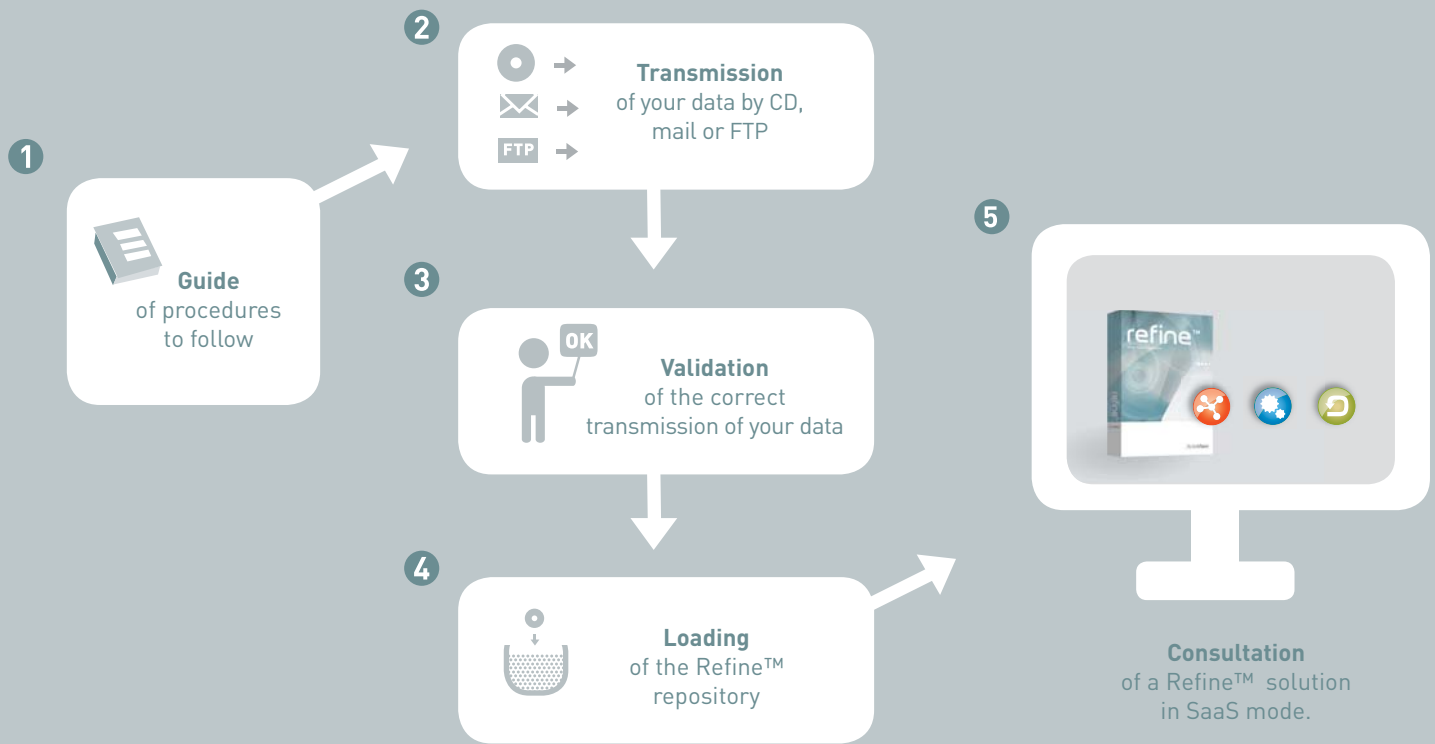 1
Guide
of procedures
to follow
2
FTP
Transmission
of your data by CD,
mail or FTP
3
OK
Validation
of the correct
transmission of your data
4
Loading
of the Refine™
repository
5
refine™
Consultation
of a Refine™ solution
in SaaS mode.